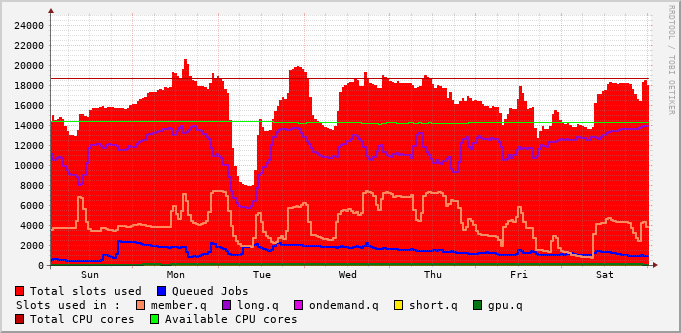 RRDTOOL / TOBI OETIKER
24000
22000
20000
18000
16000
14000
12000
10000
8000
6000
4000
2000
0
Sun Mon Tue Wed Thu Fri Sat
Total slots used Queued Jobs
Slots used in : member.q long.q ondemand.q short.q gpu.q
Total CPU cores Available CPU cores